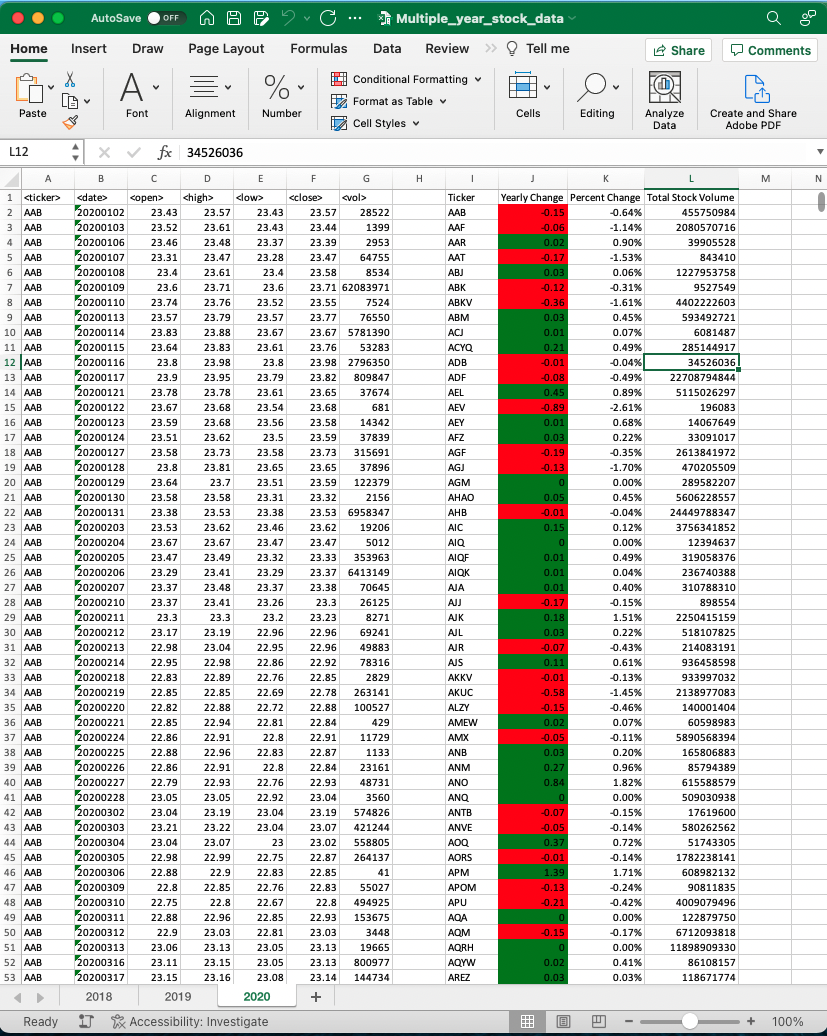 AutoSave OFF Multiple_year_stock_data
Home Insert Draw Page Layout Formulas Data Review Tell me Share Comments
Paste Font Alignment Number Conditional Formatting Format as Table Cell Styles Cells Editing Analyze Data Create and Share Adobe PDF
L12 fx 34526036
A B C D E F G H I J K L M N
1 <ticker> <date> <open> <high> <low> <close> <vol> Ticker Yearly Change Percent Change Total Stock Volume
2 AAB 20200102 23.43 23.57 23.43 23.57 28522 AAB -0.15 -0.64% 455750984
3 AAB 20200103 23.52 23.61 23.43 23.44 1399 AAF -0.06 -1.14% 2080570716
4 AAB 20200106 23.46 23.48 23.37 23.39 2953 AAR 0.02 0.90% 39905528
5 AAB 20200107 23.31 23.47 23.28 23.47 64755 AAT -0.17 -1.53% 843410
6 AAB 20200108 23.4 23.61 23.4 23.58 8534 ABJ 0.03 0.06% 1227953758
7 AAB 20200109 23.6 23.71 23.6 23.71 62083971 ABK -0.12 -0.31% 9527549
8 AAB 20200110 23.74 23.76 23.52 23.55 7524 ABKV -0.36 -1.61% 4402222603
9 AAB 20200113 23.57 23.79 23.57 23.77 76550 ABM 0.03 0.45% 593492721
10 AAB 20200114 23.83 23.88 23.67 23.67 5781390 ACJ 0.01 0.07% 6081487
11 AAB 20200115 23.64 23.83 23.61 23.76 53283 ACYQ 0.21 0.49% 285144917
12 AAB 20200116 23.8 23.98 23.8 23.98 2796350 ADB -0.01 -0.04% 34526036
13 AAB 20200117 23.9 23.95 23.79 23.82 809847 ADF -0.08 -0.49% 22708794844
14 AAB 20200121 23.78 23.78 23.61 23.65 37674 AEL 0.45 0.89% 5115026297
15 AAB 20200122 23.67 23.68 23.54 23.68 681 AEV -0.89 -2.61% 196083
16 AAB 20200123 23.59 23.68 23.56 23.58 14342 AEY 0.01 0.68% 14067649
17 AAB 20200124 23.51 23.62 23.5 23.59 37839 AFZ 0.03 0.22% 33091017
18 AAB 20200127 23.58 23.73 23.58 23.73 315691 AGF -0.19 -0.35% 2613841972
19 AAB 20200128 23.8 23.81 23.65 23.65 37896 AGJ -0.13 -1.70% 470205509
20 AAB 20200129 23.64 23.7 23.51 23.59 122379 AGM 0 0.00% 289582207
21 AAB 20200130 23.58 23.58 23.31 23.32 2156 AHAO 0.05 0.45% 5606228557
22 AAB 20200131 23.38 23.53 23.38 23.53 6958347 AHB -0.01 -0.04% 24449788347
23 AAB 20200203 23.53 23.62 23.46 23.62 19206 AIC 0.15 0.12% 3756341852
24 AAB 20200204 23.67 23.67 23.47 23.47 5012 AIQ 0 0.00% 12394637
25 AAB 20200205 23.47 23.49 23.32 23.33 353963 AIQF 0.01 0.49% 319058376
26 AAB 20200206 23.29 23.41 23.29 23.37 6413149 AIQK 0.01 0.04% 236740388
27 AAB 20200207 23.37 23.48 23.37 23.38 70645 AJA 0.01 0.40% 310788310
28 AAB 20200210 23.37 23.41 23.26 23.3 26125 AJJ -0.17 -0.15% 898554
29 AAB 20200211 23.3 23.3 23.2 23.23 8271 AJK 0.18 1.51% 2250415159
30 AAB 20200212 23.17 23.19 22.96 22.96 69241 AJL 0.03 0.22% 518107825
31 AAB 20200213 22.98 23.04 22.95 22.96 49883 AJR -0.07 -0.43% 214083191
32 AAB 20200214 22.95 22.98 22.86 22.92 78316 AJS 0.11 0.61% 936458598
33 AAB 20200218 22.83 22.89 22.76 22.85 2829 AKKV -0.01 -0.13% 933997032
34 AAB 20200219 22.85 22.85 22.69 22.78 263141 AKUC -0.58 -1.45% 2138977083
35 AAB 20200220 22.82 22.88 22.72 22.88 100527 ALZY -0.15 -0.46% 140001404
36 AAB 20200221 22.85 22.94 22.81 22.84 429 AMEW 0.02 0.07% 60598983
37 AAB 20200224 22.86 22.91 22.8 22.91 11729 AMX -0.05 -0.11% 5890568394
38 AAB 20200225 22.88 22.96 22.83 22.87 1133 ANB 0.03 0.20% 165806883
39 AAB 20200226 22.86 22.91 22.8 22.84 23161 ANM 0.27 0.96% 85794389
40 AAB 20200227 22.79 22.93 22.76 22.93 48731 ANO 0.84 1.82% 615588579
41 AAB 20200228 23.05 23.05 22.92 23.04 3560 ANQ 0 0.00% 509030938
42 AAB 20200302 23.04 23.19 23.04 23.19 574826 ANTB -0.07 -0.15% 17619600
43 AAB 20200303 23.21 23.22 23.04 23.07 421244 ANVE -0.05 -0.14% 580262562
44 AAB 20200304 23.04 23.07 23 23.02 558805 AOQ 0.37 0.72% 51743305
45 AAB 20200305 22.98 22.99 22.75 22.87 264137 AORS -0.01 -0.14% 1782238141
46 AAB 20200306 22.88 22.9 22.83 22.85 41 APM 1.39 1.71% 608982132
47 AAB 20200309 22.8 22.85 22.76 22.83 55027 APOM -0.13 -0.24% 90811835
48 AAB 20200310 22.75 22.8 22.67 22.8 494925 APU -0.21 -0.42% 4009079496
49 AAB 20200311 22.88 22.96 22.85 22.93 153675 AQA 0 0.00% 122879750
50 AAB 20200312 22.9 23.03 22.81 23.03 3448 AQM -0.15 -0.17% 6712093818
51 AAB 20200313 23.06 23.13 23.05 23.13 19665 AQRH 0 0.00% 11898909330
52 AAB 20200316 23.11 23.15 23.05 23.13 800977 AQYW 0.02 0.41% 86108157
53 AAB 20200317 23.15 23.16 23.08 23.14 144734 AREZ 0.03 0.03% 118671774
2018 2019 2020 +
Ready Accessibility: Investigate 100%